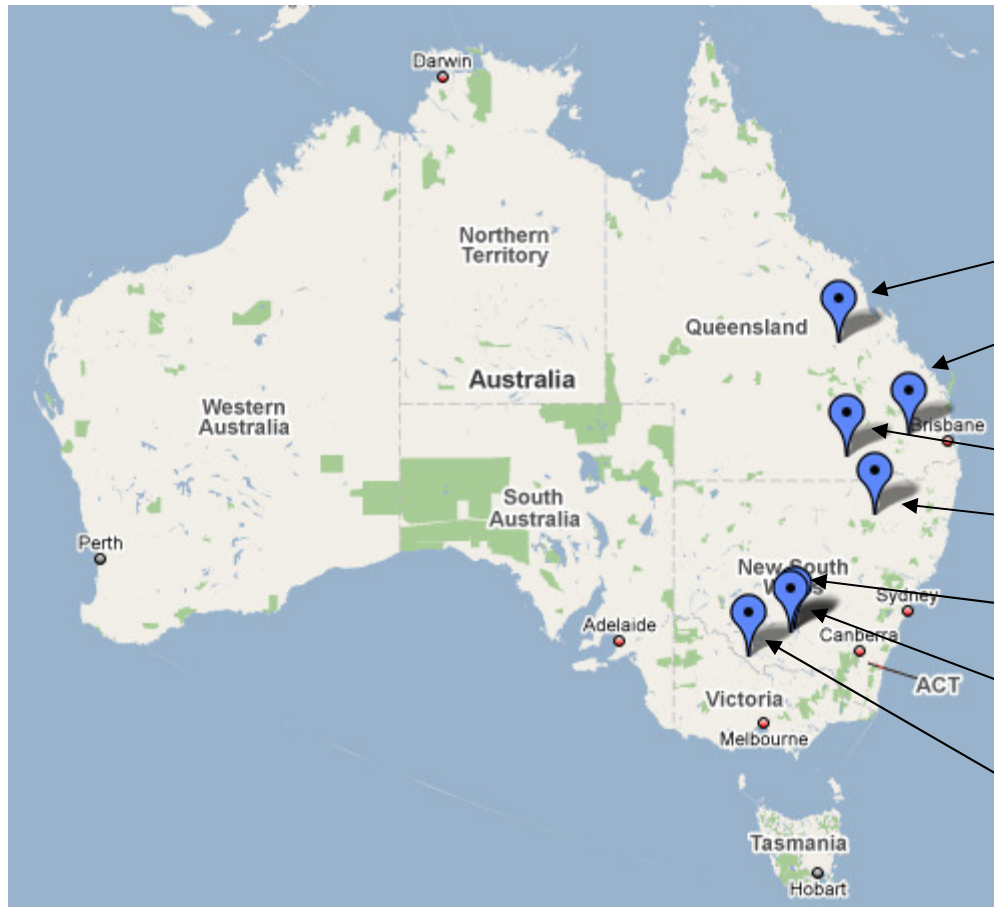 Darwin
Northern
Territory
Queensland
Australia
Western
Australia
Brisbane
South
Australia
Perth
New South
Wales
Sydney
Adelaide
Canberra
ACT
Victoria
Melbourne
Tasmania
Hobart